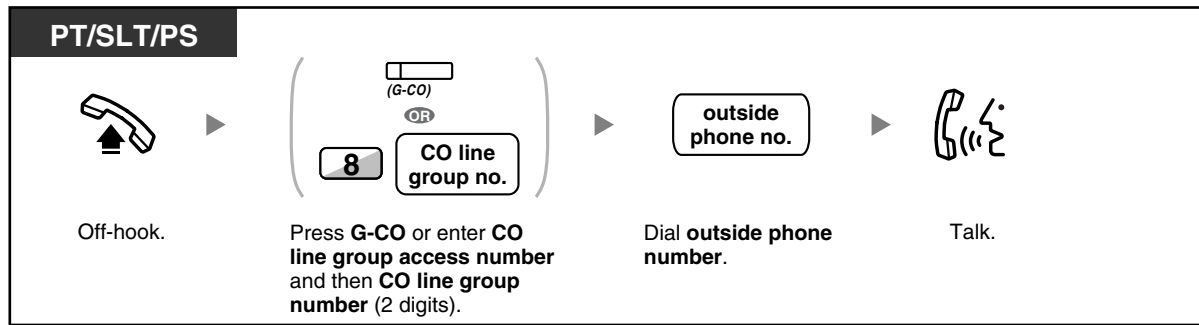 PT/SLT/PS
(G-CO)
OR
8
CO line
group no.
outside
phone no.
Off-hook.
Press G-CO or enter CO
line group access number
and then CO line group
number (2 digits).
Dial outside phone
number.
Talk.